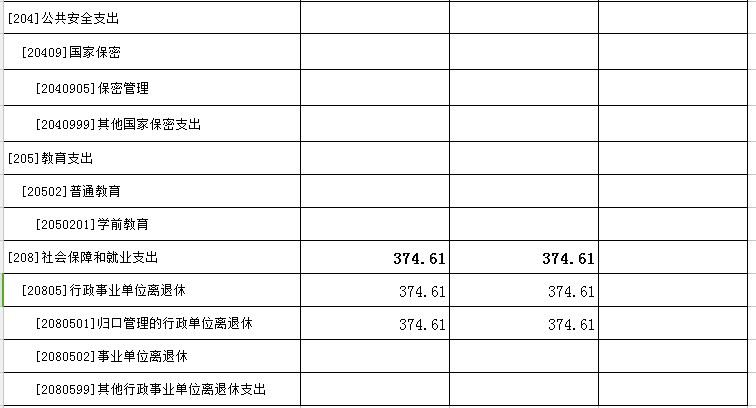 [204]公共安全支出
[20409]国家保密
[2040905]保密管理
[2040999]其他国家保密支出
[205]教育支出
[20502]普通教育
[2050201]学前教育
[208]社会保障和就业支出 374.61 374.61
[20805]行政事业单位离退休 374.61 374.61
[2080501]归口管理的行政单位离退休 374.61 374.61
[2080502]事业单位离退休
[2080599]其他行政事业单位离退休支出